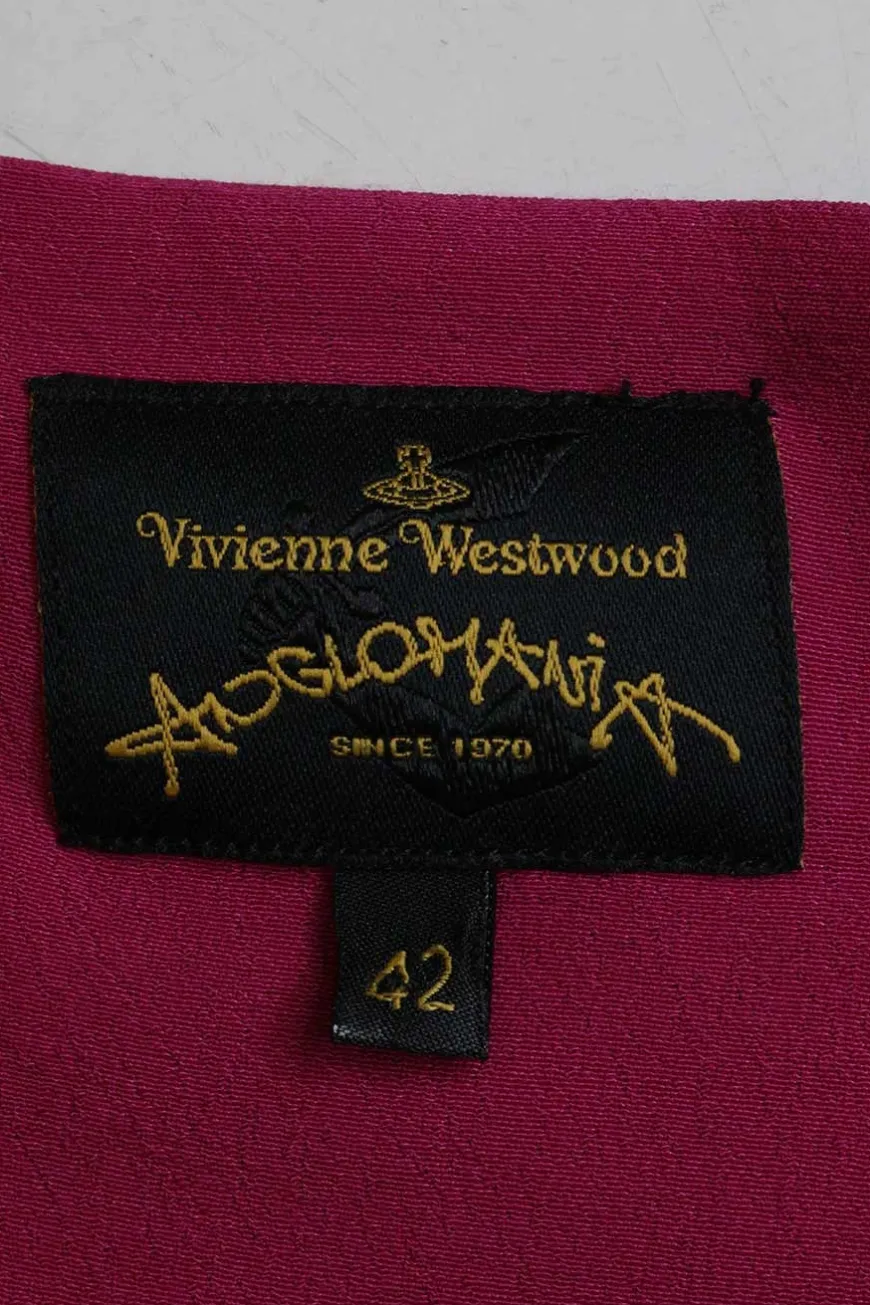 Vivienne Westwood
ANGLOMANiA
SINCE 1970
42